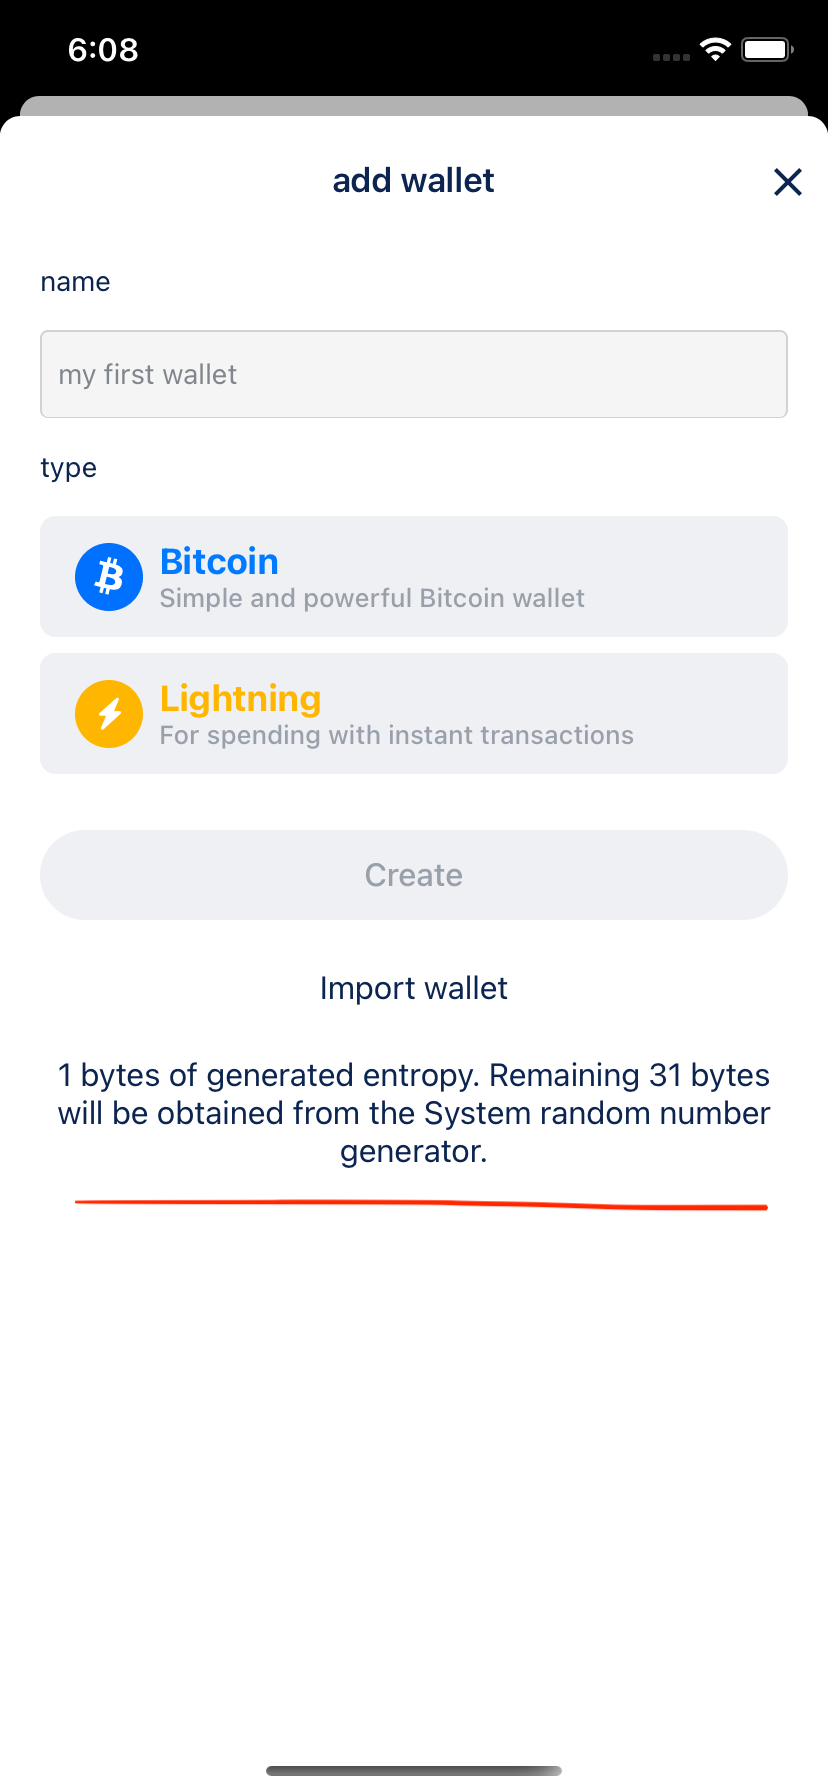 6:08
add wallet
name
my first wallet
type
Bitcoin
Simple and powerful Bitcoin wallet
Lightning
For spending with instant transactions
Create
Import wallet
1 bytes of generated entropy. Remaining 31 bytes
will be obtained from the System random number
generator.